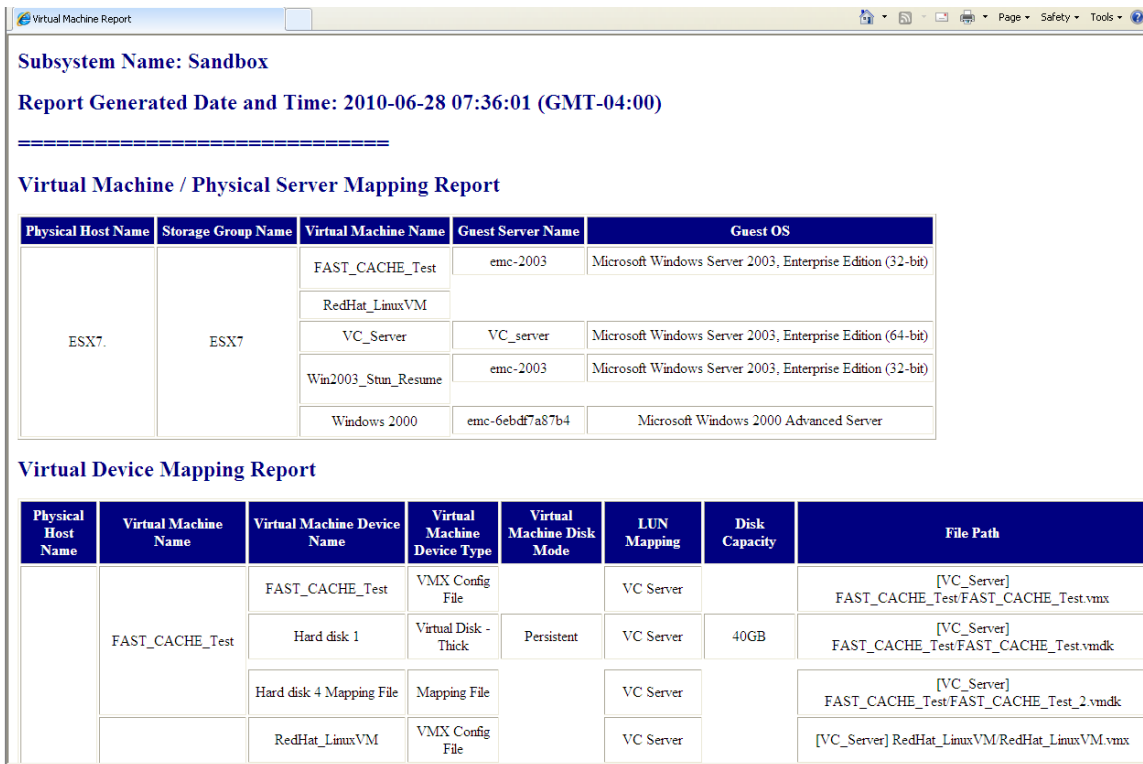 Virtual Machine Report
Page
Safety
Tools
Subsystem Name: Sandbox
Report Generated Date and Time: 2010-06-28 07:36:01 (GMT-04:00)
==============================
Virtual Machine / Physical Server Mapping Report
Physical Host Name Storage Group Name Virtual Machine Name Guest Server Name Guest OS
ESX7. ESX7 FAST_CACHE_Test emc-2003 Microsoft Windows Server 2003, Enterprise Edition (32-bit)
RedHat_LinuxVM
VC_Server VC_server Microsoft Windows Server 2003, Enterprise Edition (64-bit)
Win2003_Stun_Resume emc-2003 Microsoft Windows Server 2003, Enterprise Edition (32-bit)
Windows 2000 emc-6ebdf7a87b4 Microsoft Windows 2000 Advanced Server
Virtual Device Mapping Report
Physical Host Name Virtual Machine Name Virtual Machine Device Name Virtual Machine Device Type Virtual Machine Disk Mode LUN Mapping Disk Capacity File Path
FAST_CACHE_Test FAST_CACHE_Test VMX Config File VC Server [VC_Server] FAST_CACHE_Test/FAST_CACHE_Test.vmx
Hard disk 1 Virtual Disk - Thick Persistent VC Server 40GB [VC_Server] FAST_CACHE_Test/FAST_CACHE_Test.vmdk
Hard disk 4 Mapping File Mapping File VC Server [VC_Server] FAST_CACHE_Test/FAST_CACHE_Test_2.vmdk
RedHat_LinuxVM VMX Config File VC Server [VC_Server] RedHat_LinuxVM/RedHat_LinuxVM.vmx